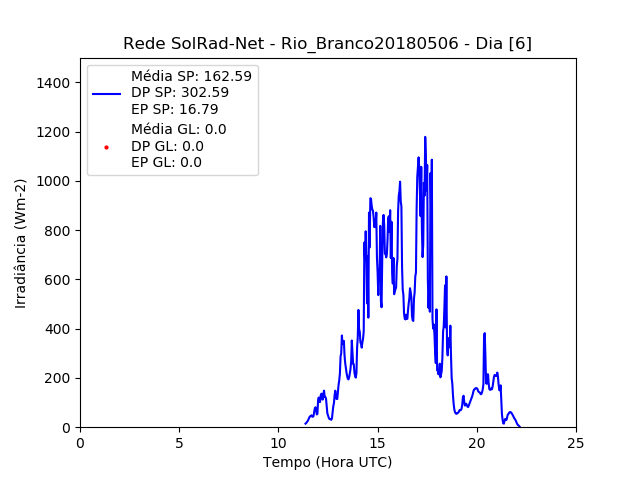 Rede SolRad-Net - Rio_Branco20180506 - Dia [6]
Média SP: 162.59
DP SP: 302.59
EP SP: 16.79
Média GL: 0.0
DP GL: 0.0
EP GL: 0.0
Irradiância (Wm-2)
1400
1200
1000
800
600
400
200
0
0
5
10
15
20
25
Tempo (Hora UTC)